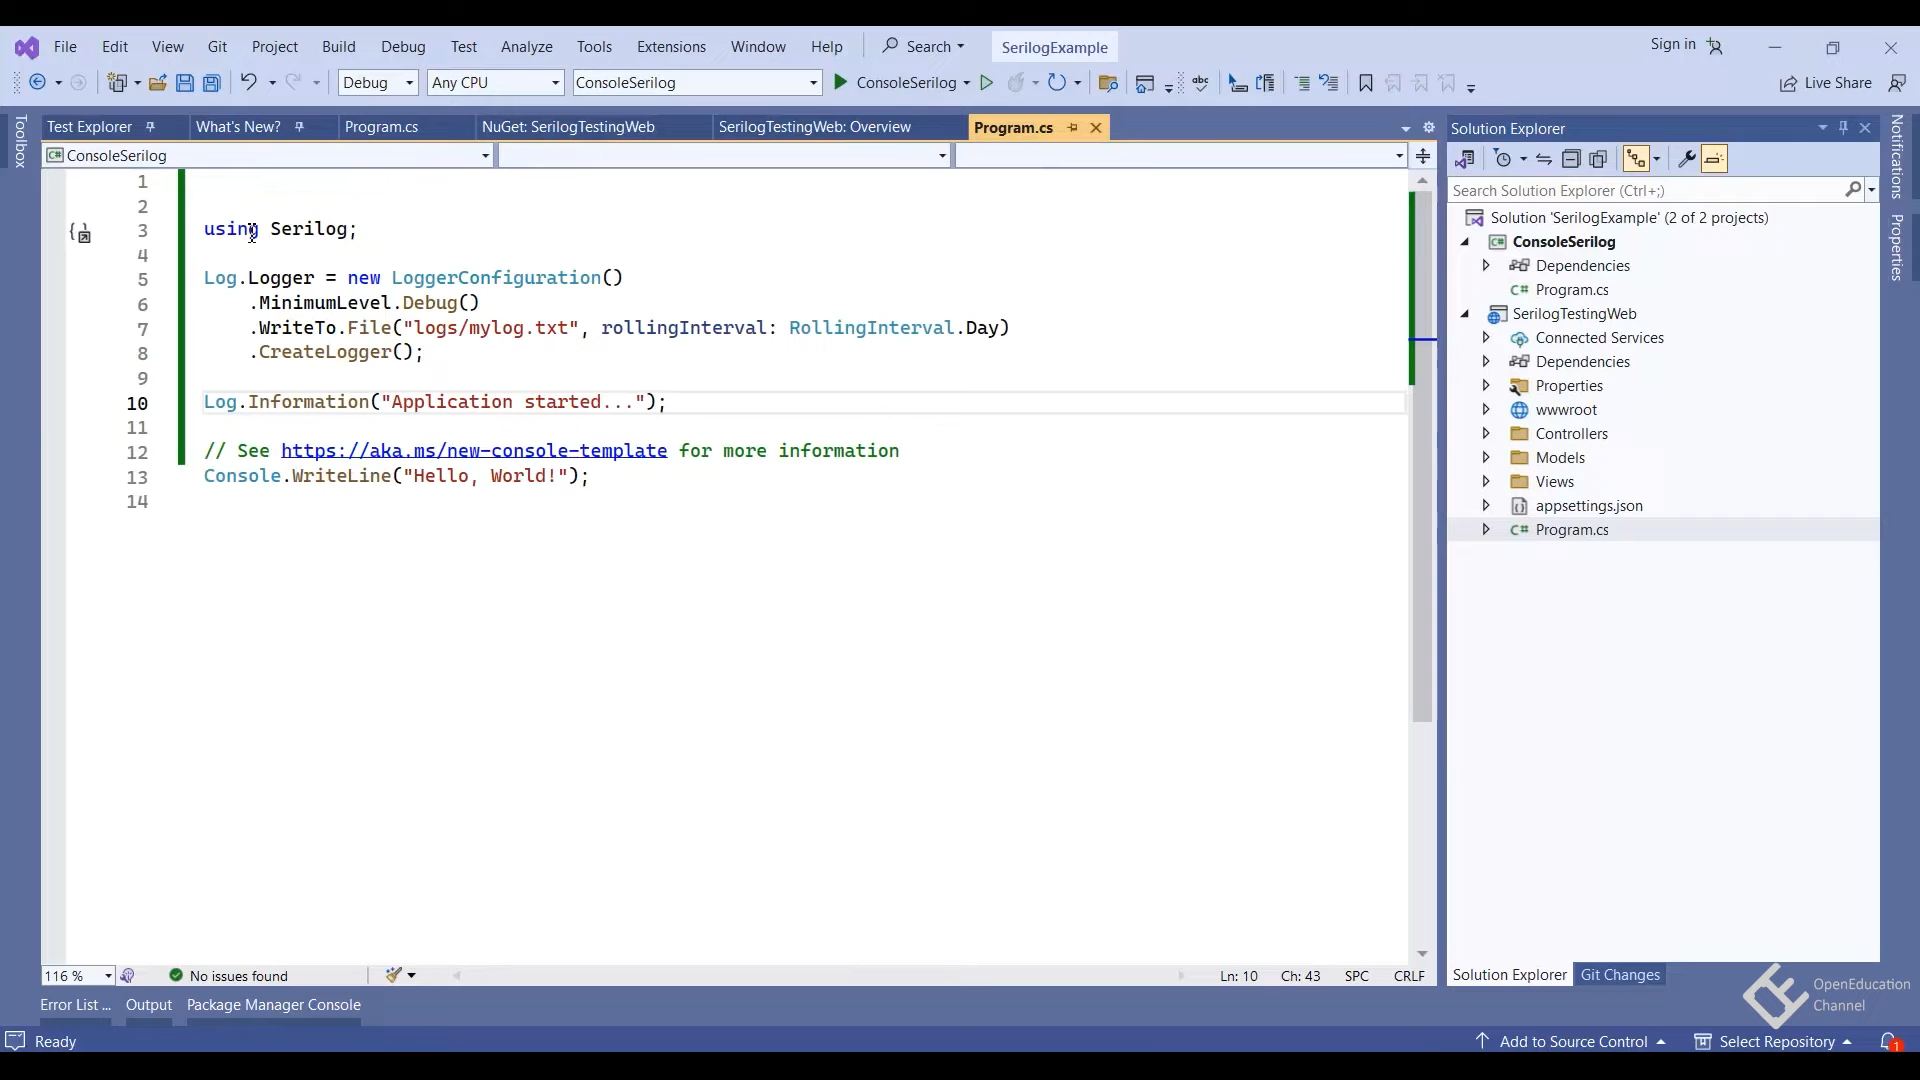 File Edit View Git Project Build Debug Test Analyze Tools Extensions Window Help Search SerilogExample Sign in
Debug Any CPU ConsoleSerilog ConsoleSerilog Live Share
Toolbox
Test Explorer What's New? Program.cs NuGet: SerilogTestingWeb SerilogTestingWeb: Overview Program.cs
ConsoleSerilog
1
2
3 using Serilog;
4
5 Log.Logger = new LoggerConfiguration()
6 .MinimumLevel.Debug()
7 .WriteTo.File("logs/mylog.txt", rollingInterval: RollingInterval.Day)
8 .CreateLogger();
9
10 Log.Information("Application started...");
11
12 // See https://aka.ms/new-console-template for more information
13 Console.WriteLine("Hello, World!");
14
116 % No issues found Ln: 10 Ch: 43 SPC CRLF
Error List ... Output Package Manager Console
Solution Explorer
Search Solution Explorer (Ctrl+;)
Solution 'SerilogExample' (2 of 2 projects)
ConsoleSerilog
Dependencies
C# Program.cs
SerilogTestingWeb
Connected Services
Dependencies
Properties
wwwroot
Controllers
Models
Views
appsettings.json
C# Program.cs
Solution Explorer Git Changes
Notifications
Properties
OpenEducation
Channel
Ready Add to Source Control Select Repository 1